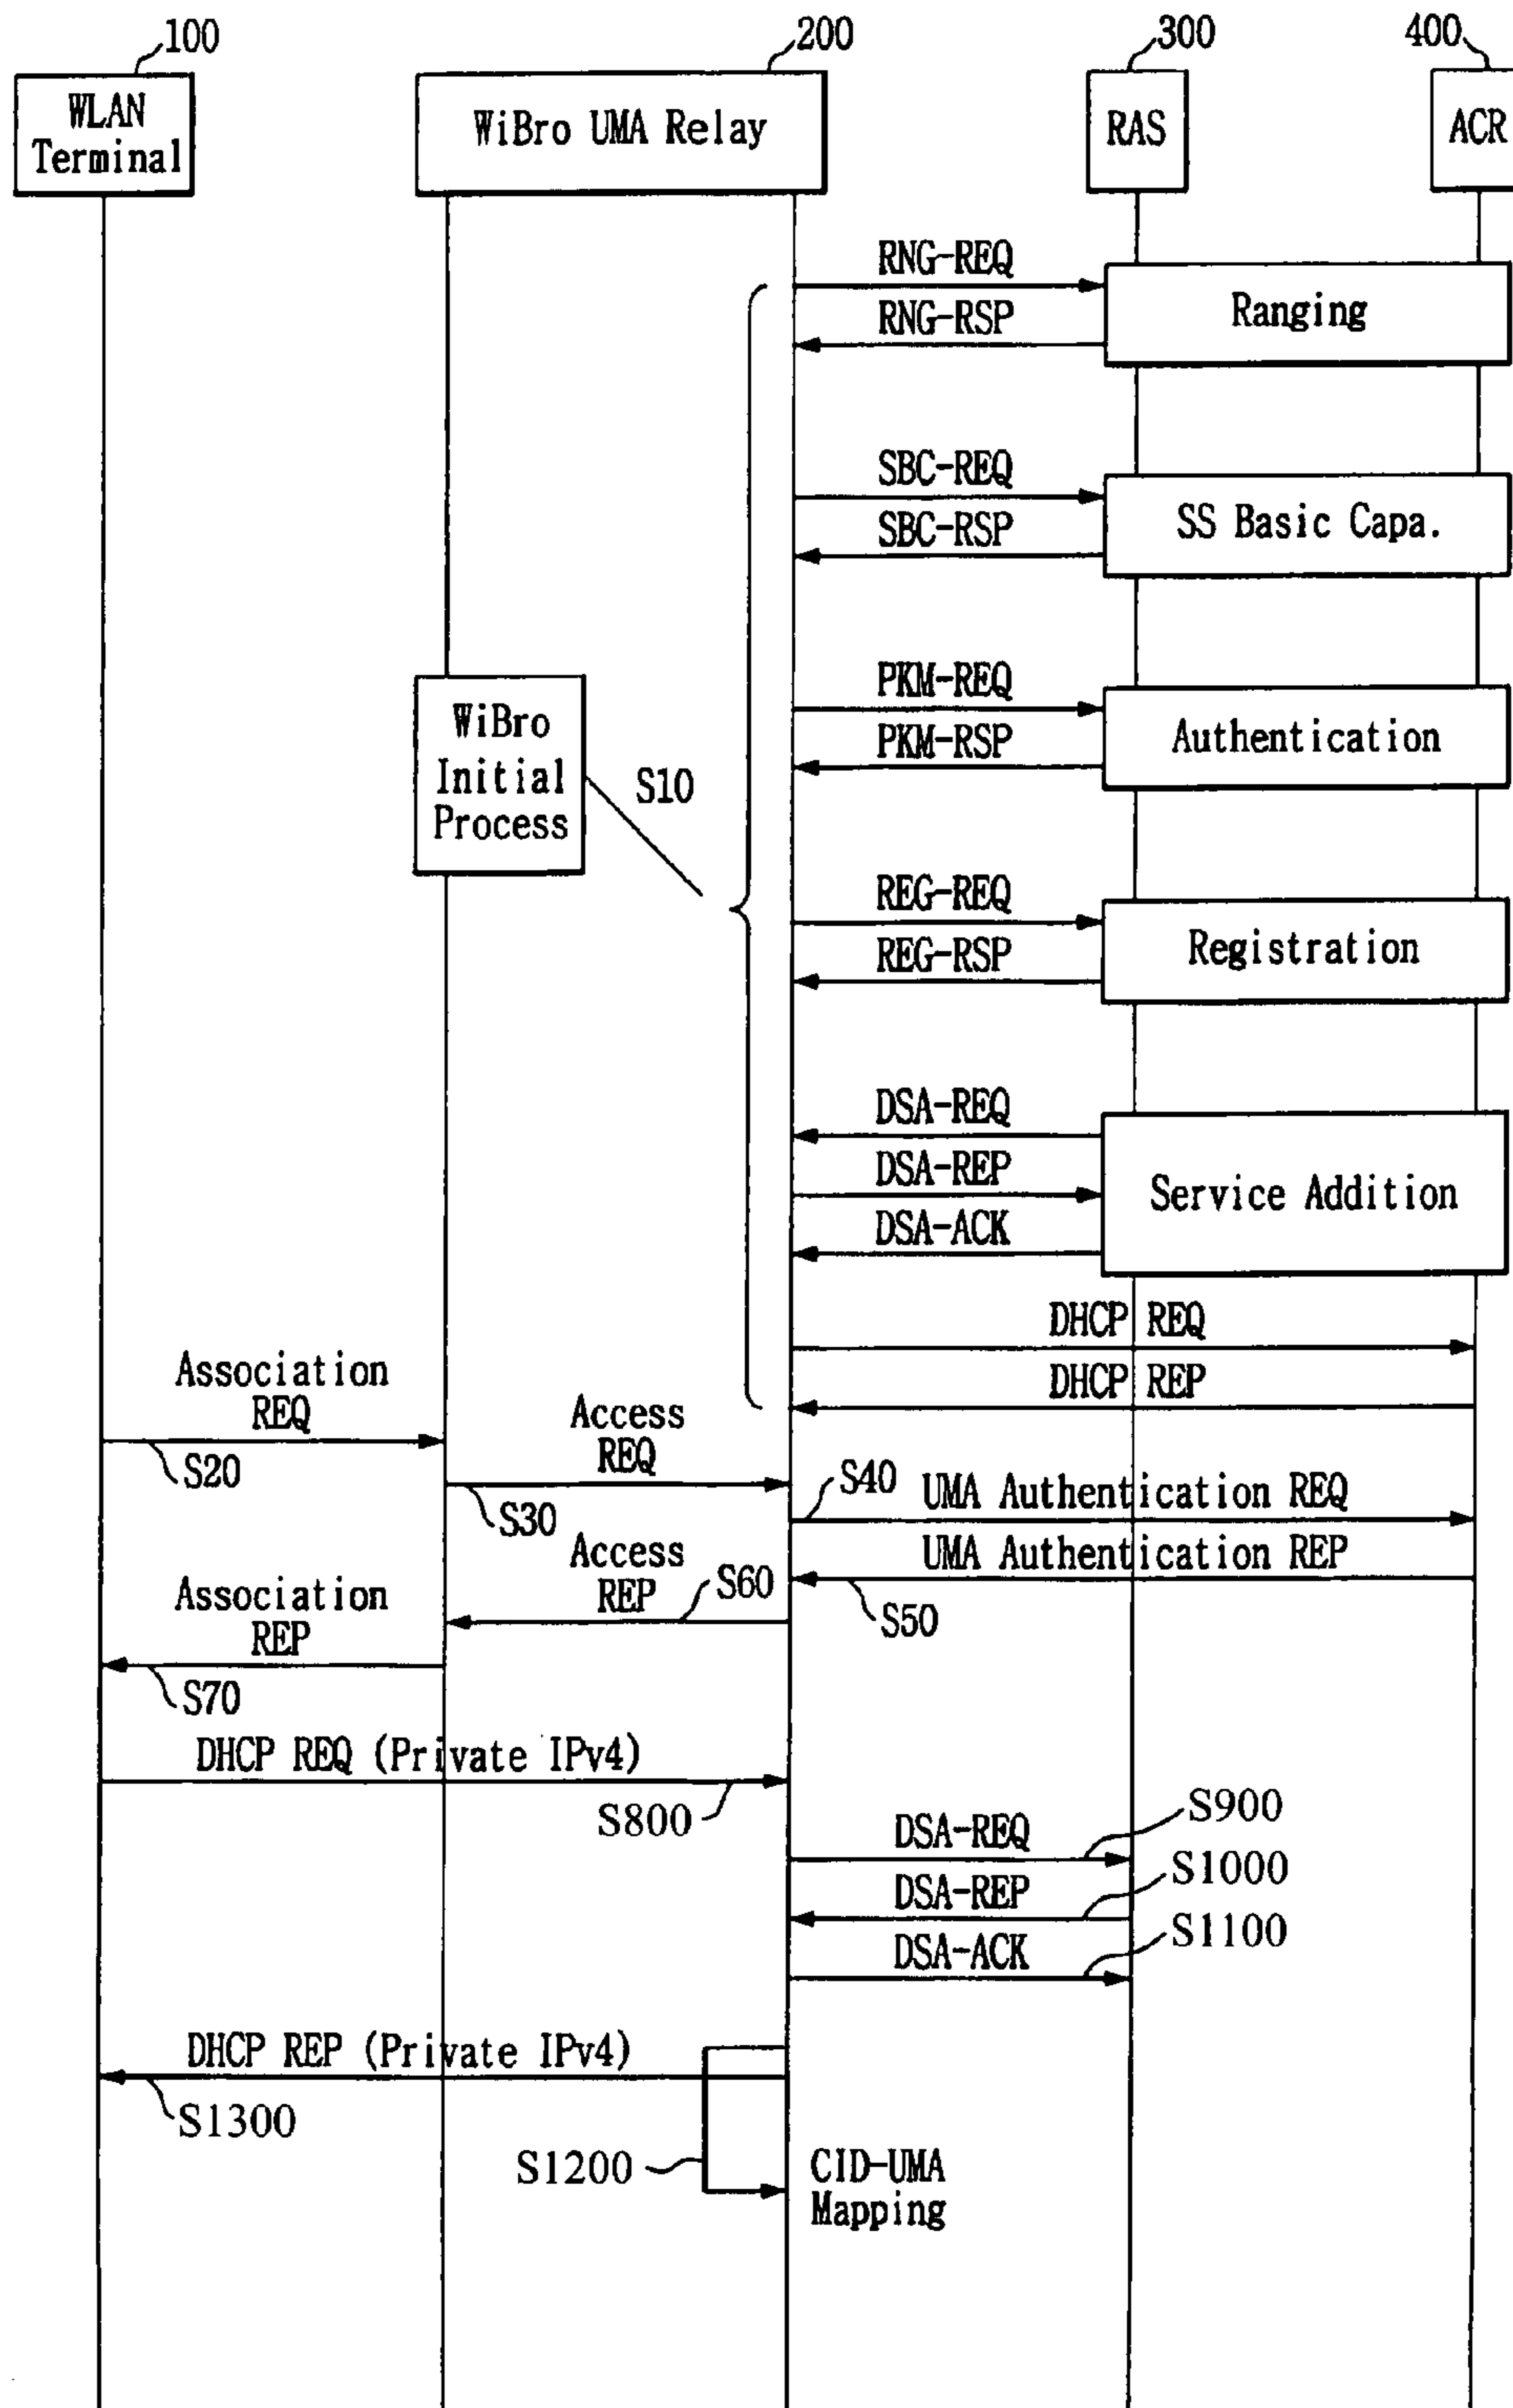 100
200
300
400
WLAN
Terminal
WiBro UMA Relay
RAS
ACR
RNG-REQ
RNG-RSP
Ranging
SBC-REQ
SBC-RSP
SS Basic Capa.
WiBro
Initial
Process
S10
PKM-REQ
PKM-RSP
Authentication
REG-REQ
REG-RSP
Registration
DSA-REQ
DSA-REP
DSA-ACK
Service Addition
DHCP REQ
DHCP REP
Association
REQ
S20
Access
REQ
S30
S40
UMA Authentication REQ
UMA Authentication REP
S50
Access
REP
S60
Association
REP
S70
DHCP REQ (Private IPv4)
S800
DSA-REQ
S900
DSA-REP
S1000
DSA-ACK
S1100
DHCP REP (Private IPv4)
S1300
S1200
CID-UMA
Mapping